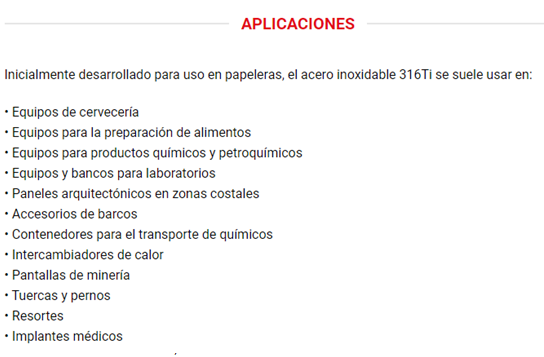 APLICACIONES
Inicialmente desarrollado para uso en papeleras, el acero inoxidable 316Ti se suele usar en:
• Equipos de cervecería
• Equipos para la preparación de alimentos
• Equipos para productos químicos y petroquímicos
• Equipos y bancos para laboratorios
• Paneles arquitectónicos en zonas costales
• Accesorios de barcos
• Contenedores para el transporte de químicos
• Intercambiadores de calor
• Pantallas de minería
• Tuercas y pernos
• Resortes
• Implantes médicos